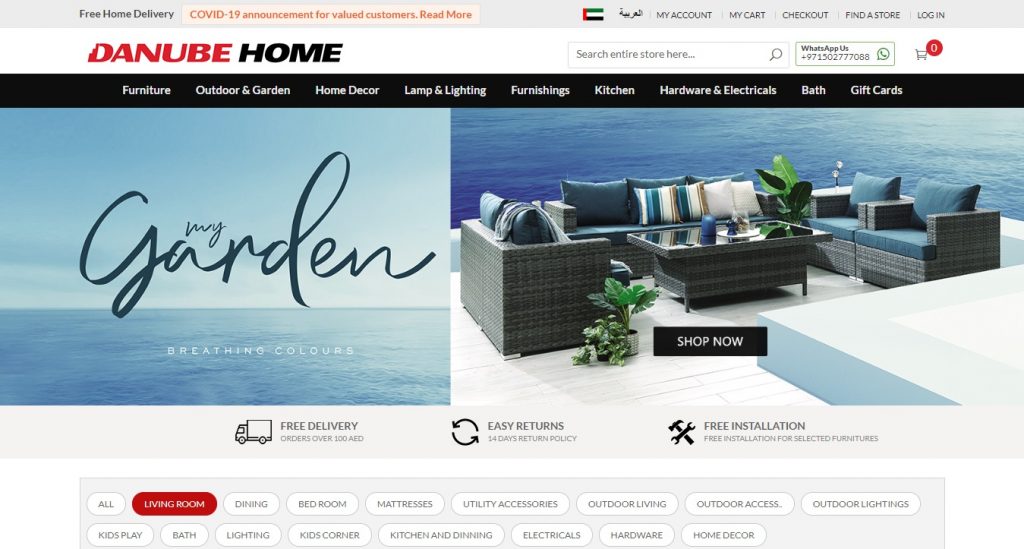 Free Home Delivery
COVID-19 announcement for valued customers. Read More
العربية
MY ACCOUNT
MY CART
CHECKOUT
FIND A STORE
LOG IN
DANUBE HOME
Search entire store here...
WhatsApp Us
+971502777088
0
Furniture
Outdoor & Garden
Home Decor
Lamp & Lighting
Furnishings
Kitchen
Hardware & Electricals
Bath
Gift Cards
my
Garden
BREATHING COLOURS
SHOP NOW
FREE DELIVERY
ORDERS OVER 100 AED
EASY RETURNS
14 DAYS RETURN POLICY
FREE INSTALLATION
FREE INSTALLATION FOR SELECTED FURNITURES
ALL
LIVING ROOM
DINING
BED ROOM
MATTRESSES
UTILITY ACCESSORIES
OUTDOOR LIVING
OUTDOOR ACCESS..
OUTDOOR LIGHTINGS
KIDS PLAY
BATH
LIGHTING
KIDS CORNER
KITCHEN AND DINNING
ELECTRICALS
HARDWARE
HOME DECOR